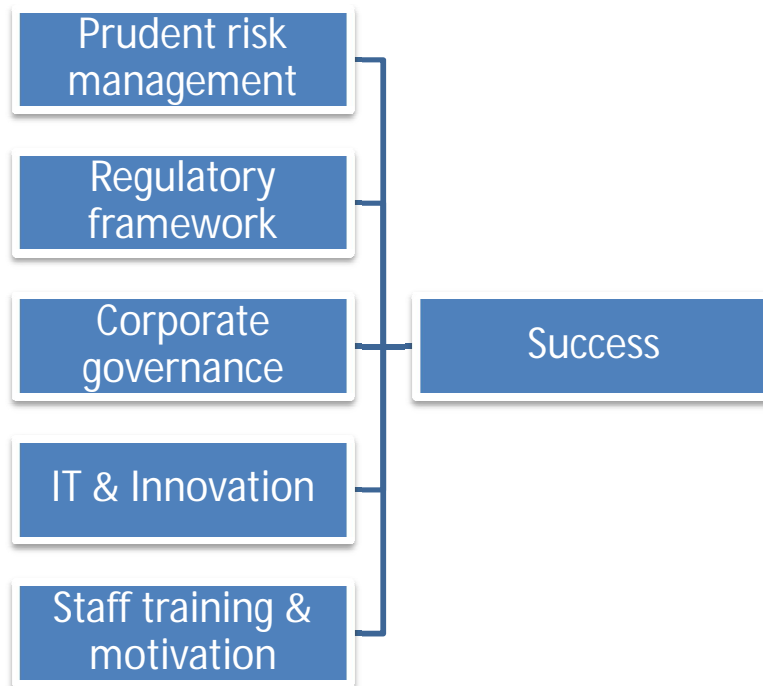 Prudent risk
management
Regulatory
framework
Corporate
governance
Success
IT & Innovation
Staff training &
motivation